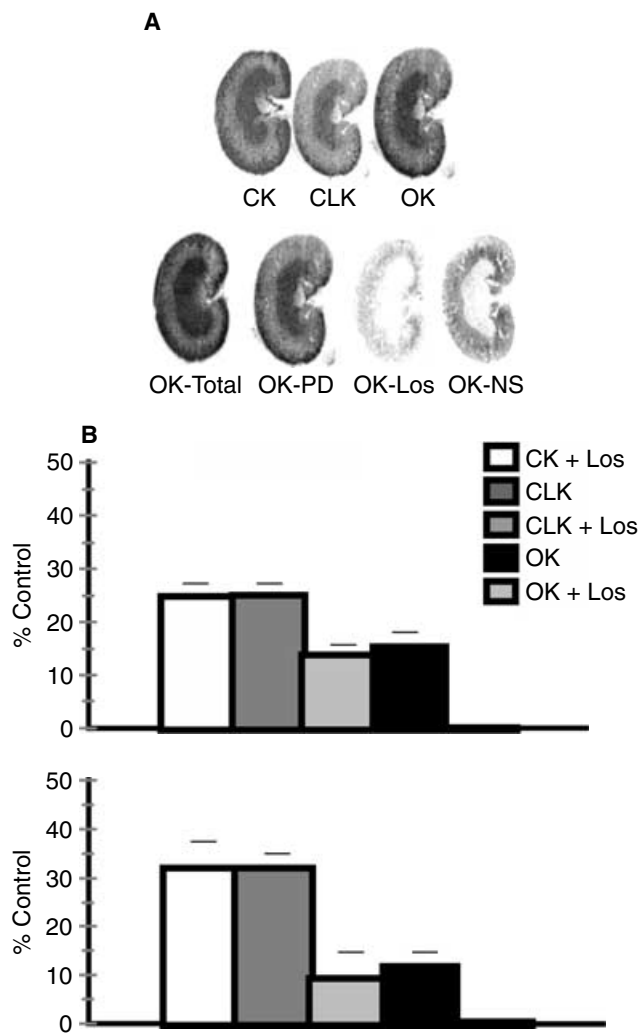 A
CK CLK OK
OK-Total OK-PD OK-Los OK-NS
B
50
40
30
20
10
0
% Control
CK + Los
CLK
CLK + Los
OK
OK + Los
50
40
30
20
10
0
% Control